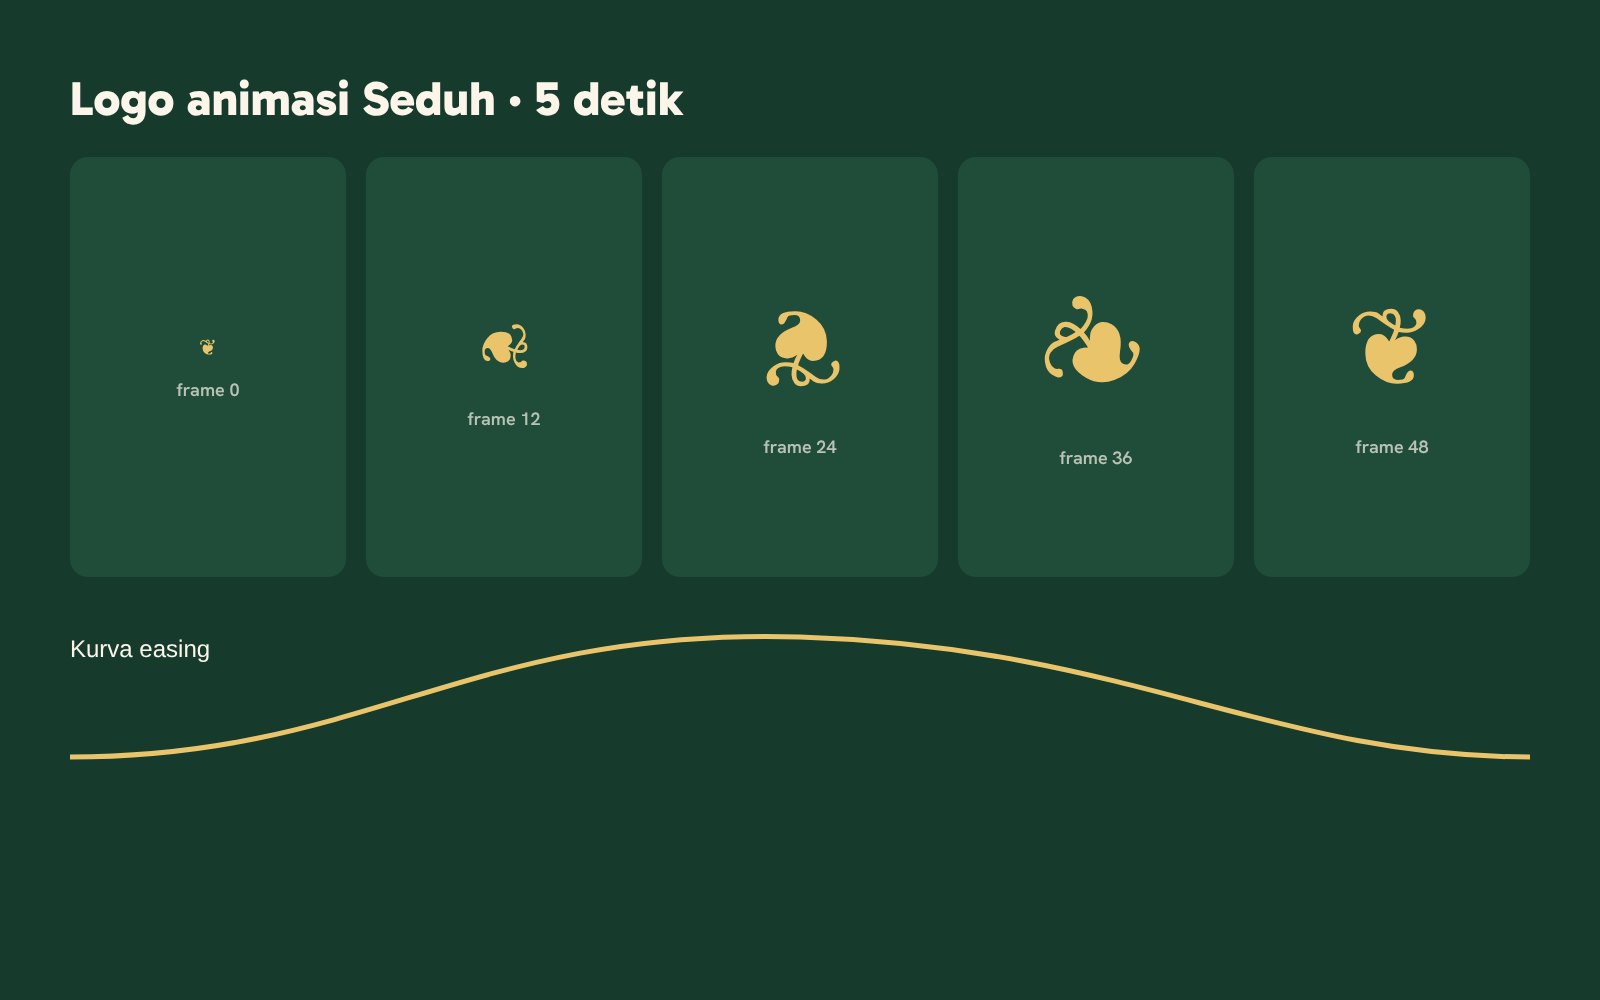 Logo animasi Seduh • 5 detik
frame 0
frame 12
frame 24
frame 36
frame 48
Kurva easing